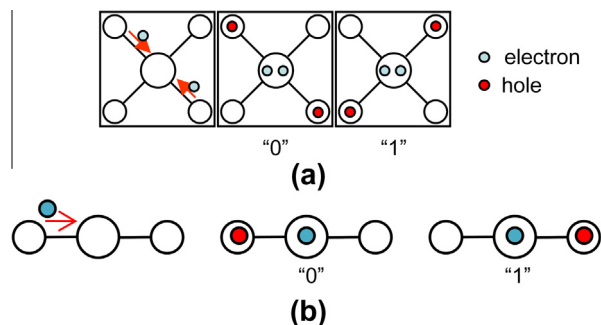 electron
hole
“0”
“1”
(a)
“0”
“1”
(b)